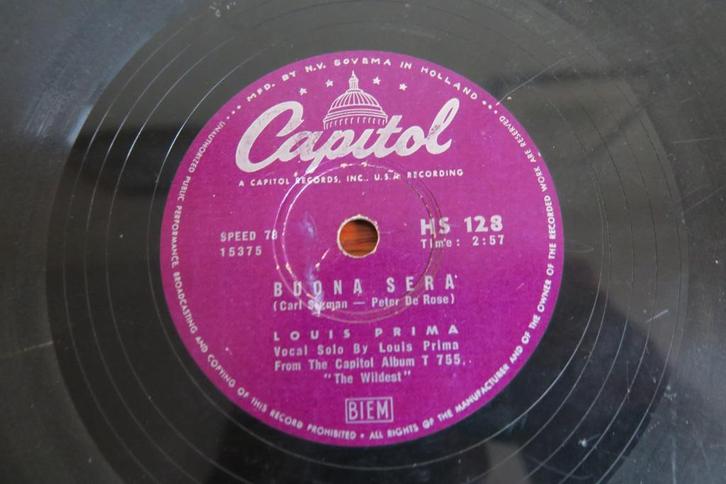 ••• MFD. BY N.V. BOVEMA IN HOLLAND •••
Capitol
A CAPITOL RECORDS, INC., U.S.A. RECORDING
SPEED 78
15375
HS 128
Time: 2:57
BUONA SERA
(Carl Sigman — Peter De Rose)
LOUIS PRIMA
Vocal Solo By Louis Prima
From The Capitol Album T 755.
"The Wildest"
BIEM
UNAUTHORIZED PUBLIC PERFORMANCE, BROADCASTING AND COPYING OF THIS RECORD PROHIBITED • ALL RIGHTS OF THE MANUFACTURER AND OF THE OWNER OF THE RECORDED WORK ARE RESERVED